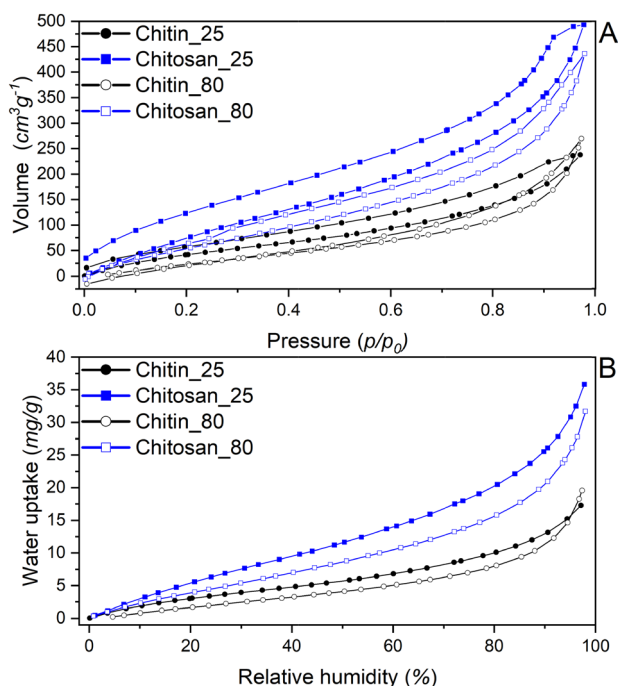 A
Chitin_25
Chitosan_25
Chitin_80
Chitosan_80
500
450
400
350
300
250
200
150
100
50
0
Volume (cm³g⁻¹)
0.0 0.2 0.4 0.6 0.8 1.0
Pressure (p/p₀)
B
Chitin_25
Chitosan_25
Chitin_80
Chitosan_80
40
35
30
25
20
15
10
5
0
Water uptake (mg/g)
0 20 40 60 80 100
Relative humidity (%)